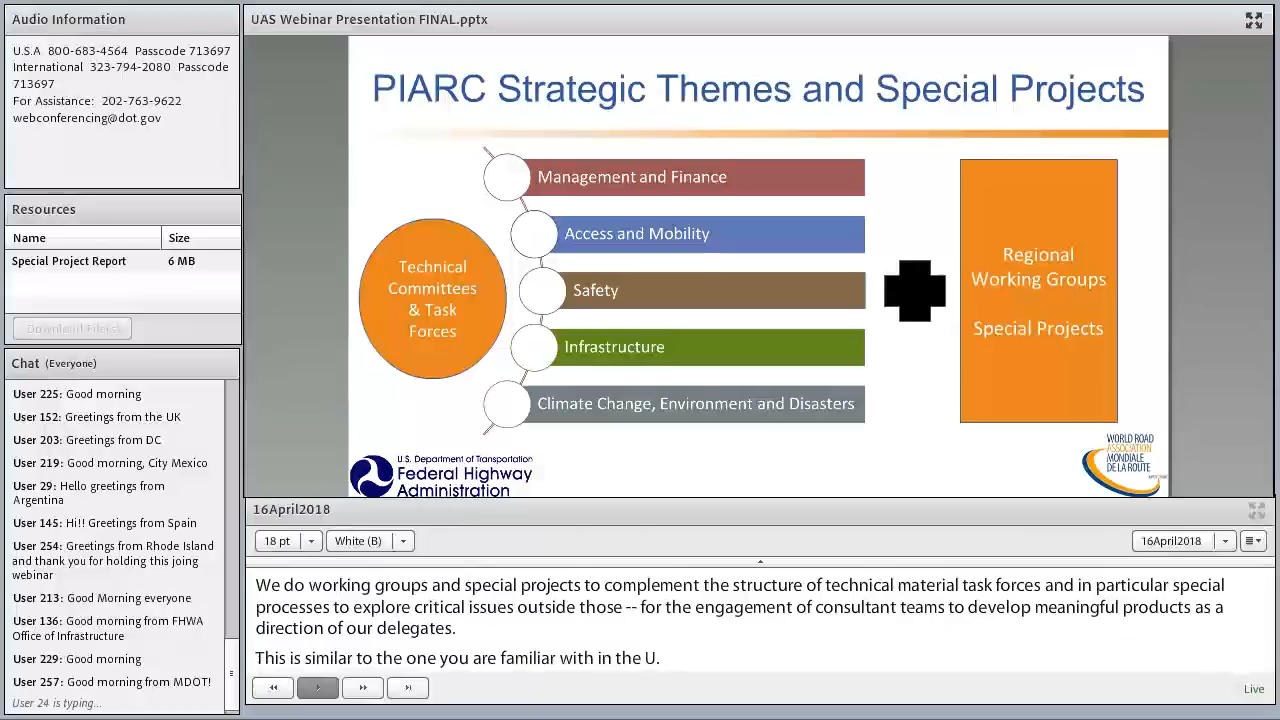 Audio Information
U.S.A 800-683-4564 Passcode 713697
International 323-794-2080 Passcode
713697
For Assistance: 202-763-9622
webconferencing@dot.gov
Resources
Name Size
Special Project Report 6 MB
Download File(s)
Chat (Everyone)
User 225: Good morning
User 152: Greetings from the UK
User 203: Greetings from DC
User 219: Good morning, City Mexico
User 29: Hello greetings from
Argentina
User 145: Hi!! Greetings from Spain
User 254: Greetings from Rhode Island
and thank you for holding this joing
webinar
User 213: Good Morning everyone
User 136: Good morning from FHWA
Office of Infrastructure
User 229: Good morning
User 257: Good morning from MDOT!
User 24 is typing...
UAS Webinar Presentation FINAL.pptx
PIARC Strategic Themes and Special Projects
Technical
Committees
& Task
Forces
Management and Finance
Access and Mobility
Safety
Infrastructure
Climate Change, Environment and Disasters
Regional
Working Groups
Special Projects
U.S. Department of Transportation
Federal Highway
Administration
WORLD ROAD
ASSOCIATION
MONDIALE
DE LA ROUTE
16April2018
18 pt White (B) 16April2018
We do working groups and special projects to complement the structure of technical material task forces and in particular special
processes to explore critical issues outside those -- for the engagement of consultant teams to develop meaningful products as a
direction of our delegates.
This is similar to the one you are familiar with in the U.
Live